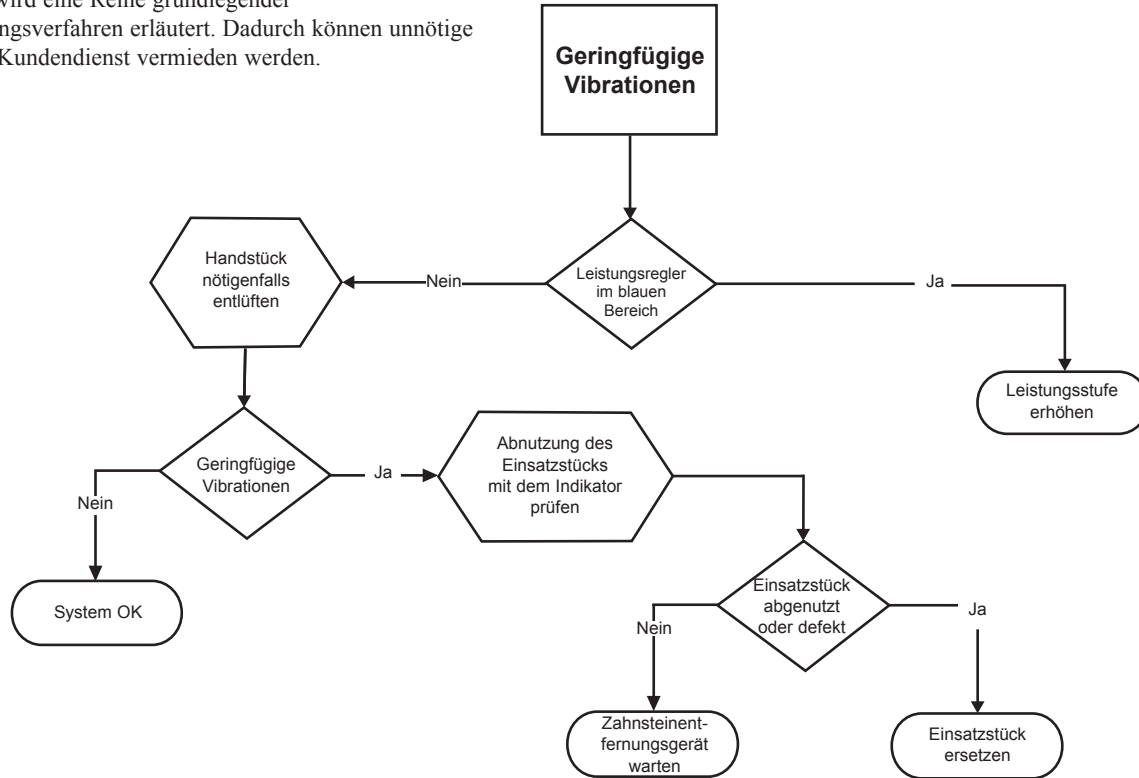 wird eine Reihe grundlegender
ngsverfahren erläutert. Dadurch können unnötige
Kundendienst vermieden werden.
Geringfügige
Vibrationen
Leistungsregler
im blauen
Bereich
Nein
Ja
Handstück
nötigenfalls
entlüften
Leistungsstufe
erhöhen
Geringfügige
Vibrationen
Nein
Ja
Abnutzung des
Einsatzstücks
mit dem Indikator
prüfen
System OK
Einsatzstück
abgenutzt
oder defekt
Nein
Ja
Zahnsteinent-
fernungsgerät
warten
Einsatzstück
ersetzen